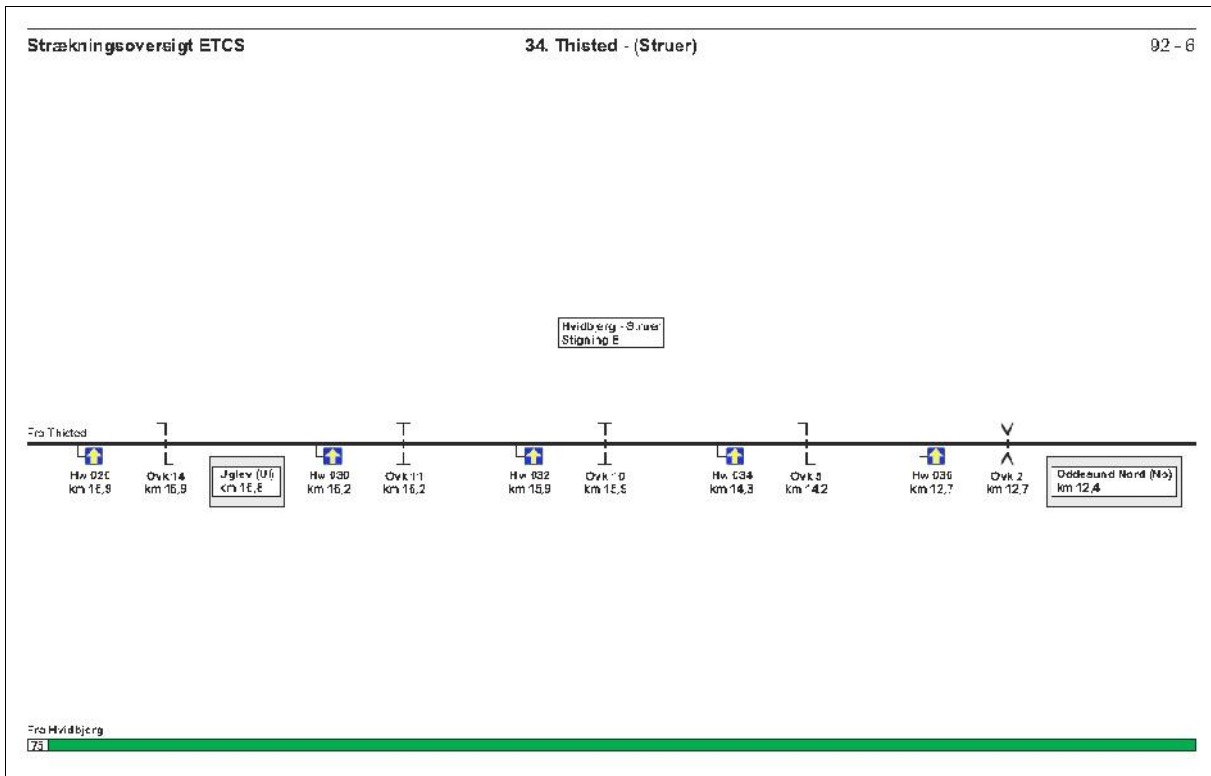 Strækningsoversigt ETCS
34. Thisted - (Struer)
92 - 6
Hvidbjerg - Struer
Stigning
Fra Thisted
Hw
km 16,9
Ovk 14
km 16,9
Uglev (Uf)
km 16,8
Hw 030
km 16,2
Ovk 11
km 16,2
Hw 032
km 15,9
Ovk 10
km 15,9
Hw 034
km 14,3
Ovk
km 14,2
Hw 036
km 12,7
Ovk 2
km 12,7
Oddesund Nord (No)
km 12,4
Fra Hvidbjerg
75